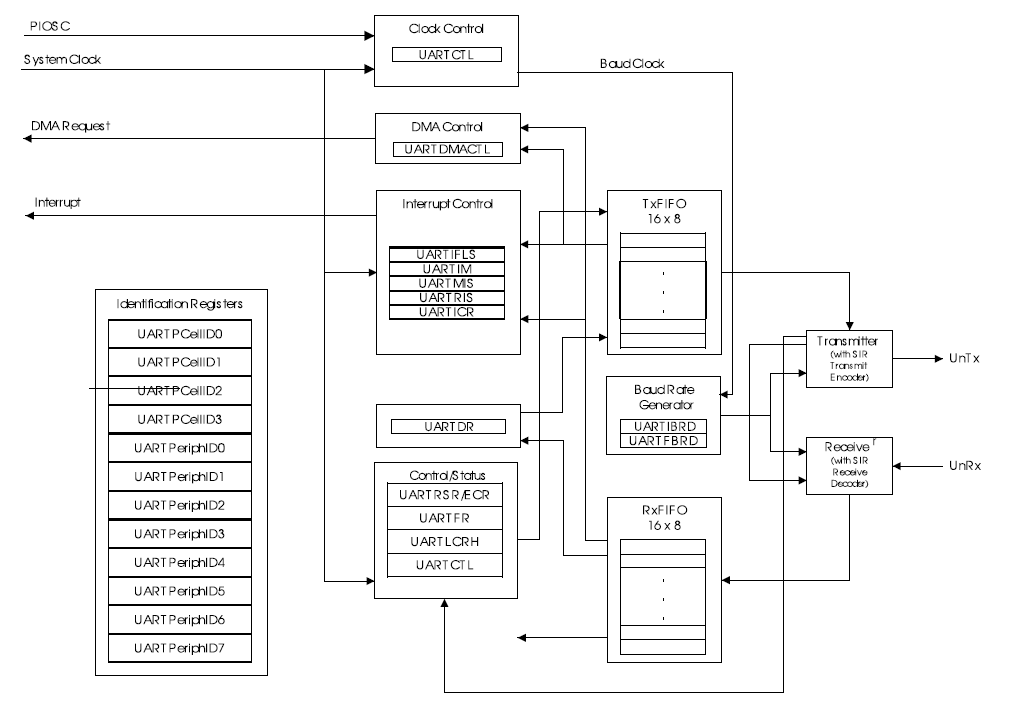 PIOSC
System Clock
Clock Control
UARTCTL
Baud Clock
DMA Request
DMA Control
UARTDMACTL
Interrupt
Interrupt Control
UARTIFLS
UARTIM
UARTMIS
UARTRIS
UARTICR
TxFIFO
16 x 8
.
.
.
Identification Registers
UARTPCellID0
UARTPCellID1
UARTPCellID2
UARTPCellID3
UARTPeriphID0
UARTPeriphID1
UARTPeriphID2
UARTPeriphID3
UARTPeriphID4
UARTPeriphID5
UARTPeriphID6
UARTPeriphID7
Transmitter
(with SIR
Transmit
Encoder)
UnTx
Baud Rate
Generator
UARTIBRD
UARTFBRD
UARTDR
Receiver
(with SIR
Receive
Decoder)
UnRx
Control/Status
UARTRSR/ECR
UARTFR
UARTLCRH
UARTCTL
RxFIFO
16 x 8
.
.
.